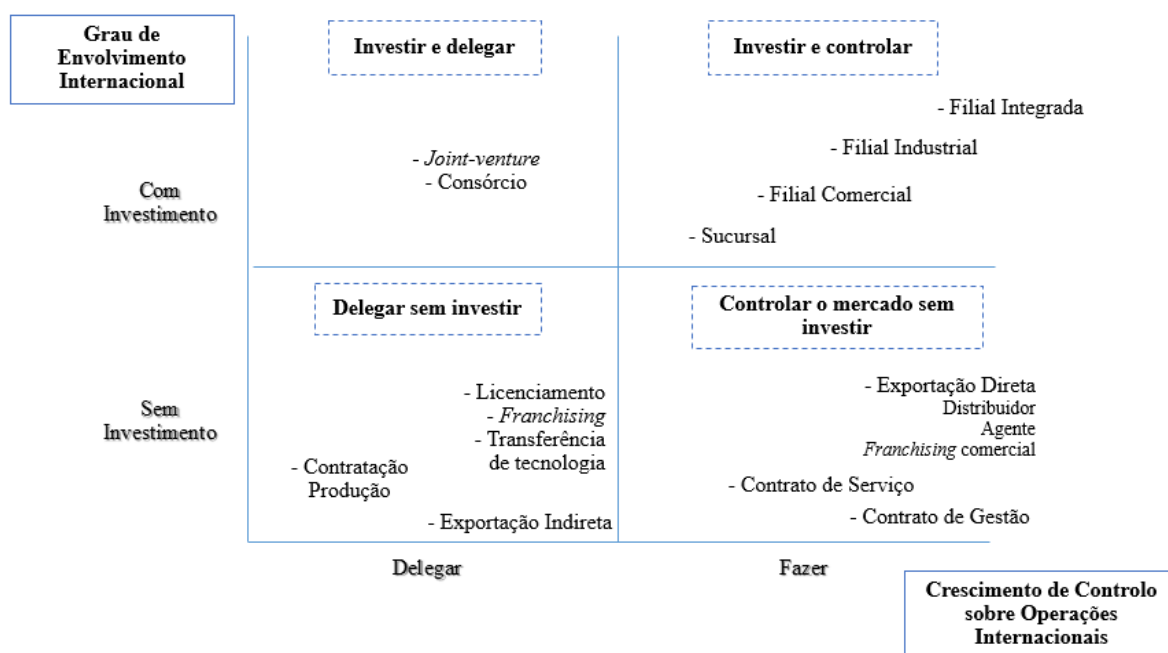 Grau de
Envolvimento
Internacional
Investir e delegar
Investir e controlar
- Filial Integrada
- Joint-venture
- Consórcio
- Filial Industrial
Com
Investimento
- Filial Comercial
- Sucursal
Delegar sem investir
Controlar o mercado sem
investir
Sem
Investimento
- Licenciamento
- Franchising
- Transferência
de tecnologia
- Contratação
Produção
- Exportação Indireta
- Exportação Direta
Distribuidor
Agente
Franchising comercial
- Contrato de Serviço
- Contrato de Gestão
Delegar
Fazer
Crescimento de Controlo
sobre Operações
Internacionais